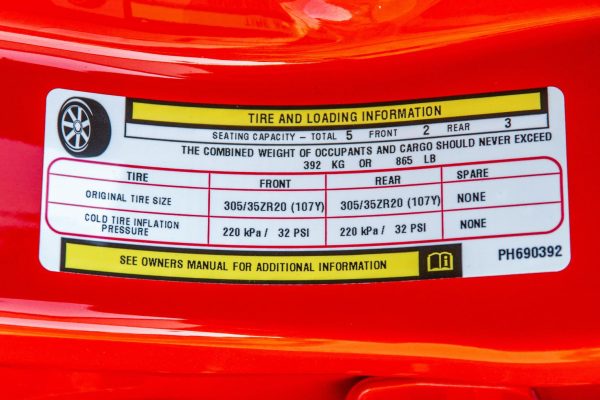 TIRE AND LOADING INFORMATION
SEATING CAPACITY – TOTAL 5 FRONT 2 REAR 3
THE COMBINED WEIGHT OF OCCUPANTS AND CARGO SHOULD NEVER EXCEED
392 KG OR 865 LB
TIRE FRONT REAR SPARE
ORIGINAL TIRE SIZE 305/35ZR20 (107Y) 305/35ZR20 (107Y) NONE
COLD TIRE INFLATION PRESSURE 220 kPa / 32 PSI 220 kPa / 32 PSI NONE
SEE OWNERS MANUAL FOR ADDITIONAL INFORMATION
PH690392